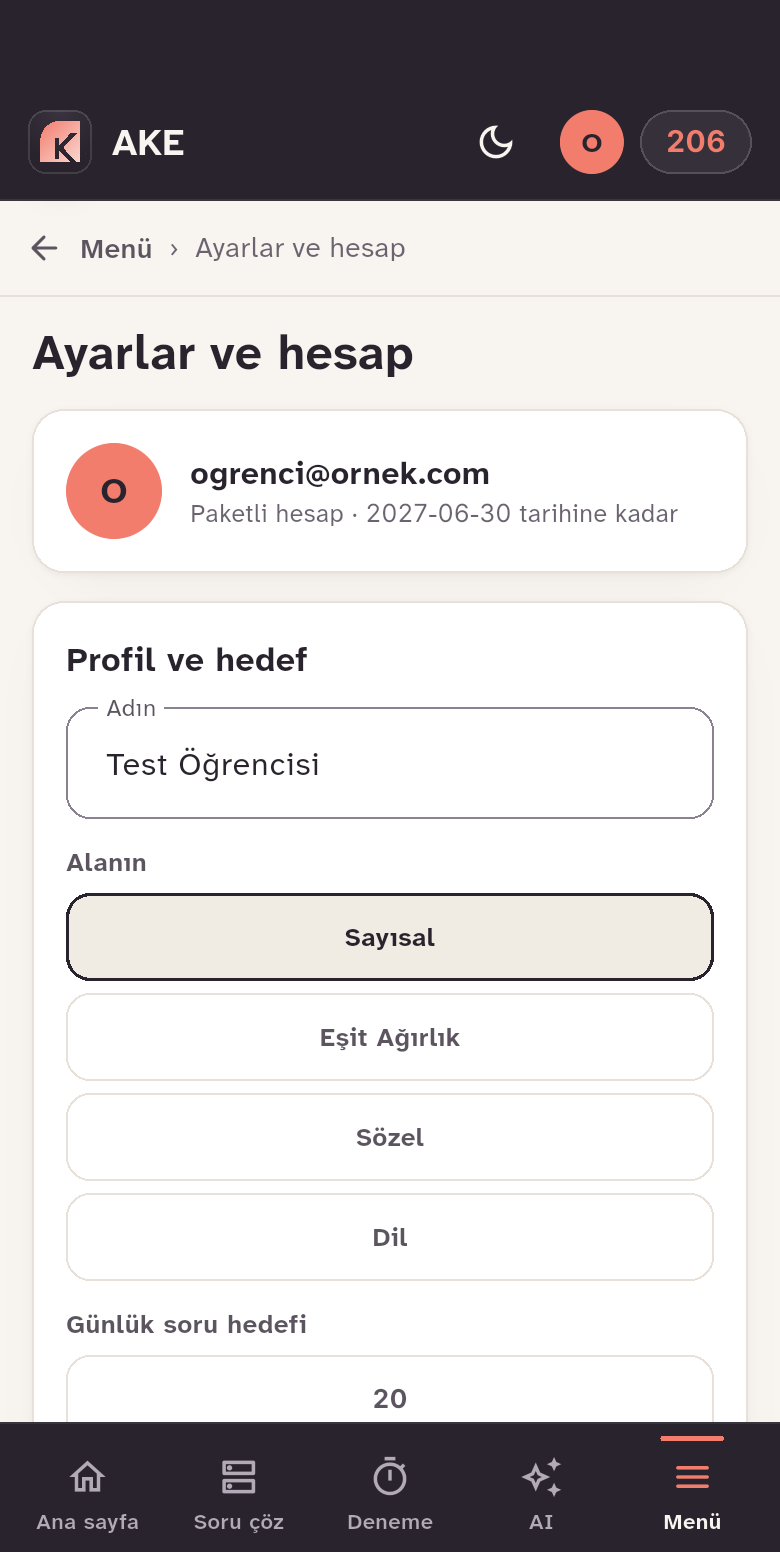 K AKE O 206
Menü › Ayarlar ve hesap
Ayarlar ve hesap
O
ogrenci@ornek.com
Paketli hesap · 2027-06-30 tarihine kadar
Profil ve hedef
Adın
Test Öğrencisi
Alanın
Sayısal
Eşit Ağırlık
Sözel
Dil
Günlük soru hedefi
20
Ana sayfa Soru çöz Deneme AI Menü